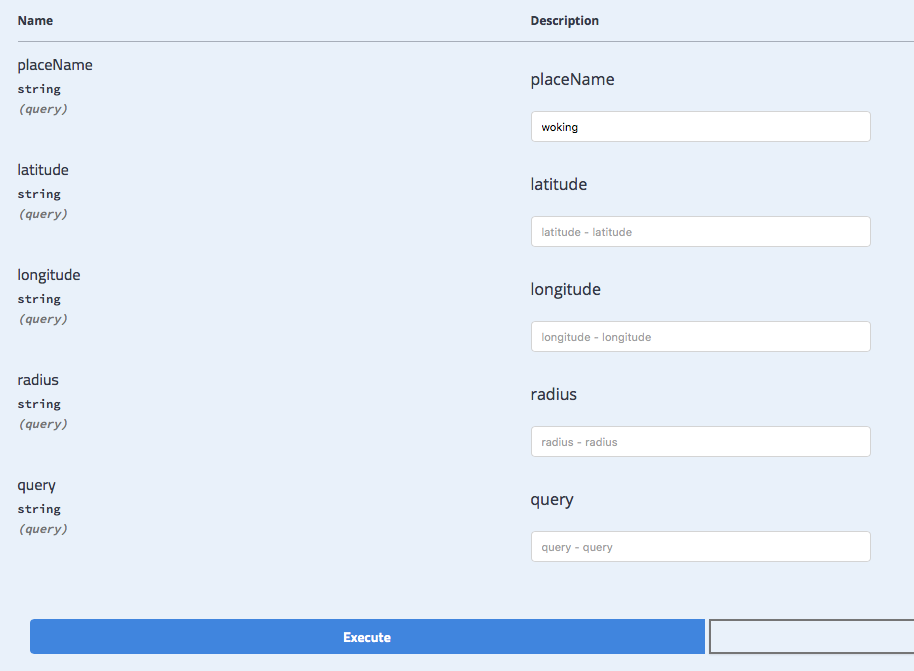 Name Description
placeName
string
(query)
placeName
woking
latitude
string
(query)
latitude
latitude - latitude
longitude
string
(query)
longitude
longitude - longitude
radius
string
(query)
radius
radius - radius
query
string
(query)
query
query - query
Execute